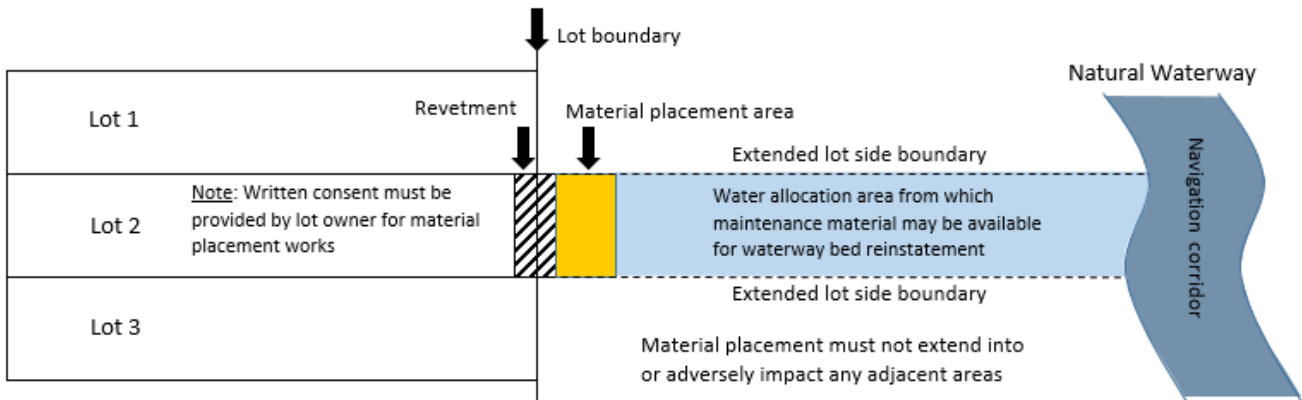 Lot boundary
Natural Waterway
Revetment
Material placement area
Lot 1
Extended lot side boundary
Note: Written consent must be
provided by lot owner for material
placement works
Lot 2
Water allocation area from which
maintenance material may be available
for waterway bed reinstatement
Navigation corridor
Extended lot side boundary
Lot 3
Material placement must not extend into
or adversely impact any adjacent areas